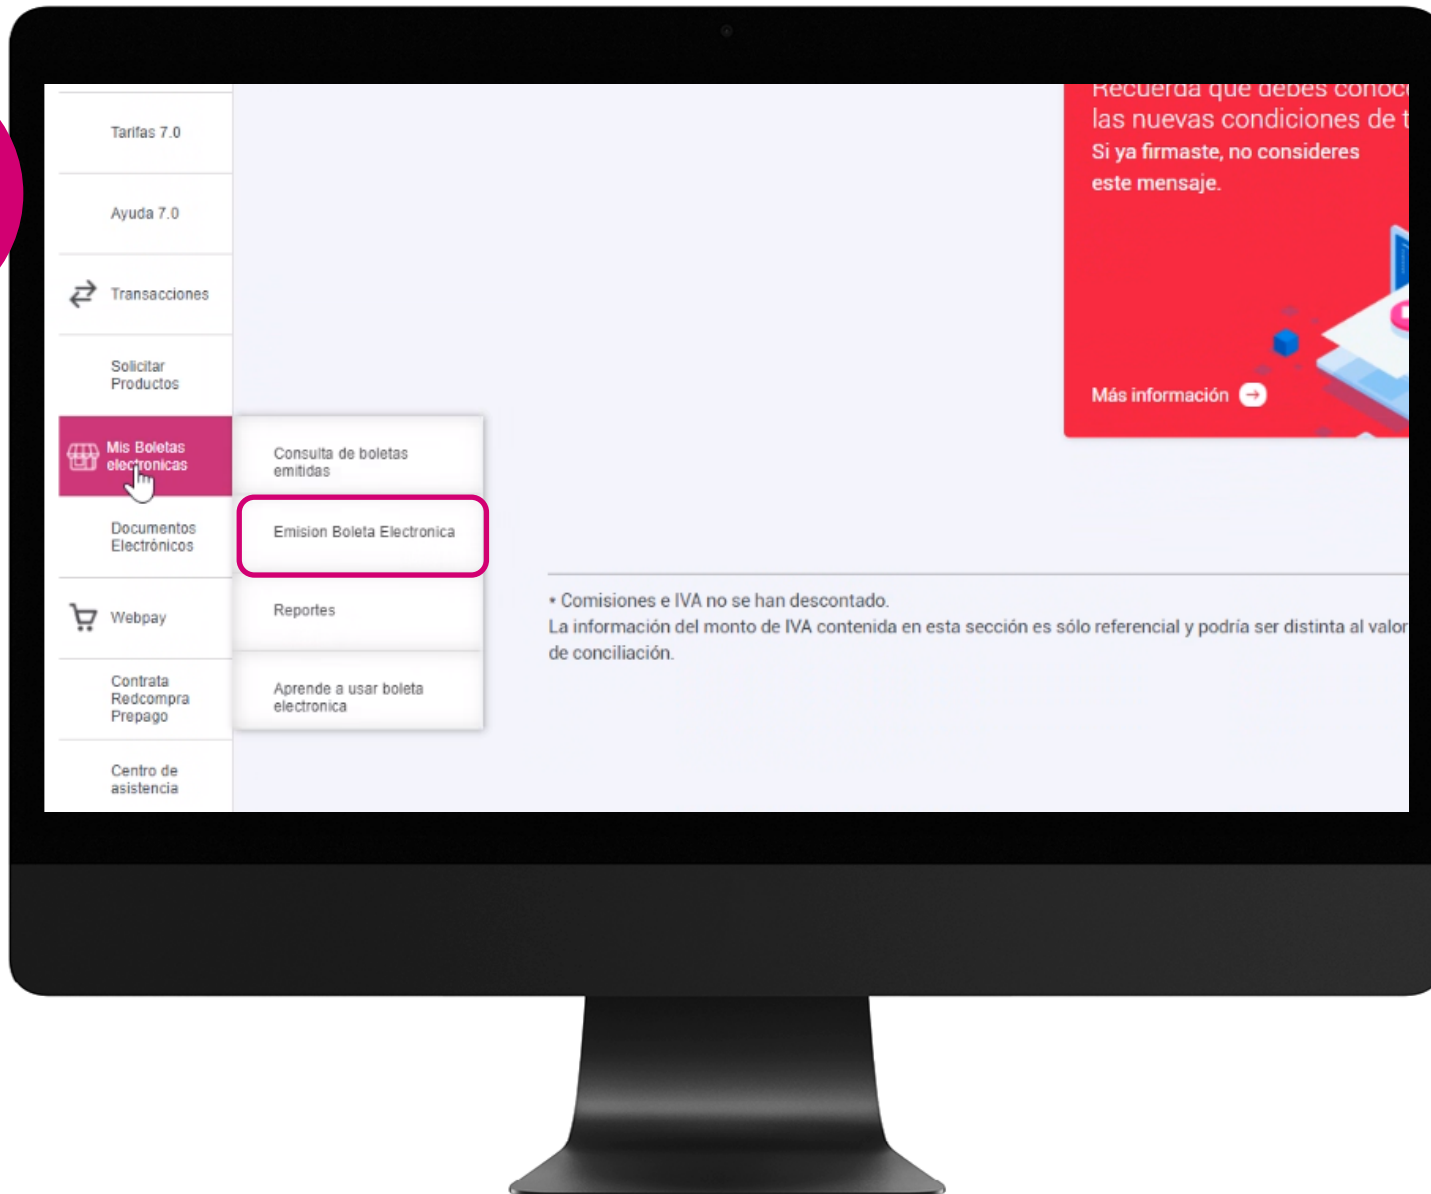 Tarifas 7.0
Ayuda 7.0
Transacciones
Solicitar
Productos
Mis Boletas
electronicas
Documentos
Electrónicos
Webpay
Contrata
Redcompra
Prepago
Centro de
asistencia
Consulta de boletas
emitidas
Emision Boleta Electronica
Reportes
Aprende a usar boleta
electronica
Recuerda que debes
las nuevas condiciones de
Si ya firmaste, no consideres
este mensaje.
Más información
* Comisiones e IVA no se han descontado.
La información del monto de IVA contenida en esta sección es sólo referencial y podría ser distinta al valor
de conciliación.